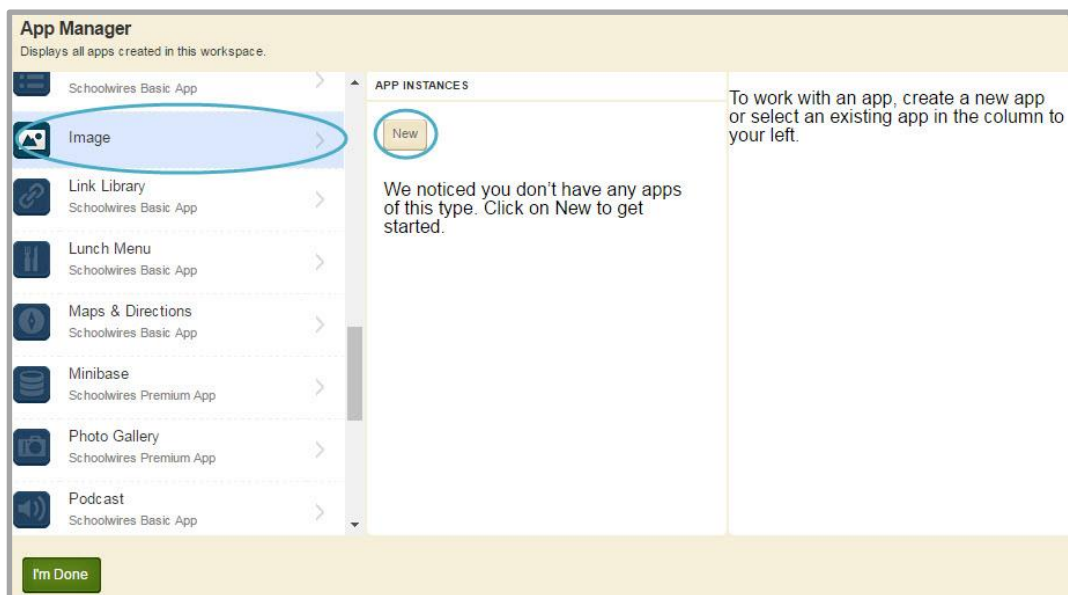 App Manager
Displays all apps created in this workspace.
Schoolwires Basic App
Image
Link Library
Schoolwires Basic App
Lunch Menu
Schoolwires Basic App
Maps & Directions
Schoolwires Basic App
Minibase
Schoolwires Premium App
Photo Gallery
Schoolwires Premium App
Podcast
Schoolwires Basic App
APP INSTANCES
New
We noticed you don’t have any apps
of this type. Click on New to get
started.
To work with an app, create a new app
or select an existing app in the column to
your left.
I'm Done